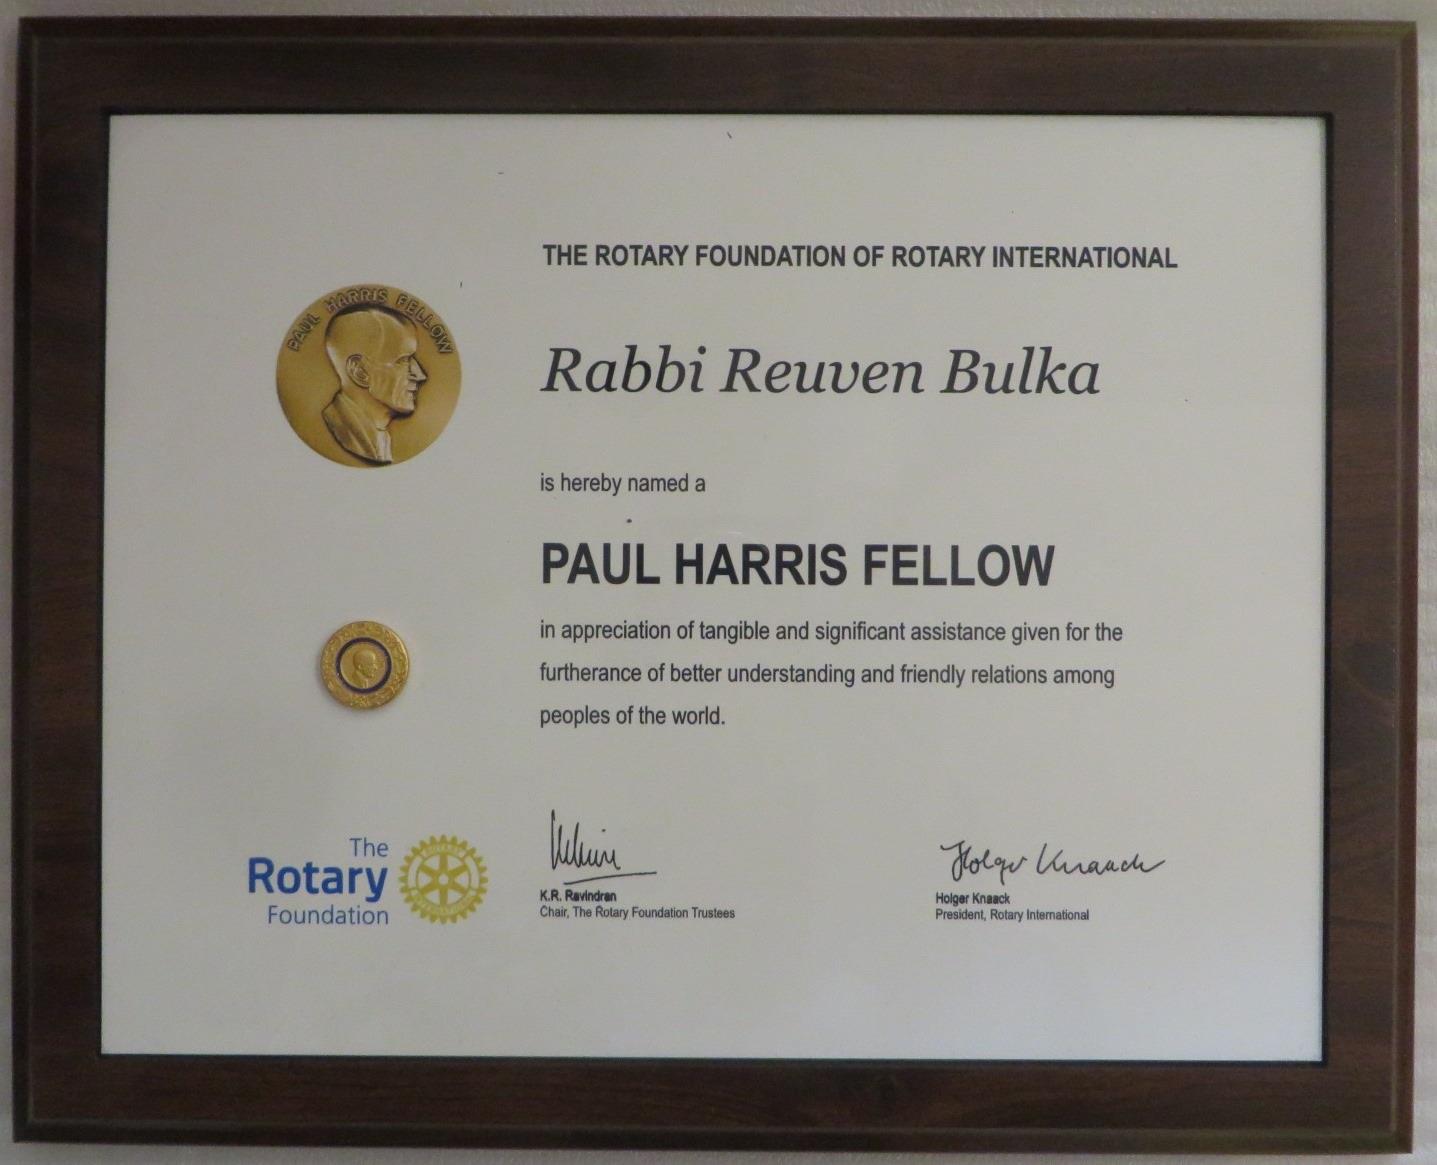 THE ROTARY FOUNDATION OF ROTARY INTERNATIONAL
PAUL HARRIS FELLOW
Rabbi Reuven Bulka
is hereby named a
PAUL HARRIS FELLOW
in appreciation of tangible and significant assistance given for the
furtherance of better understanding and friendly relations among
peoples of the world.
The
Rotary
Foundation
K.R. Ravindran
Chair, The Rotary Foundation Trustees
Holger Knaack
Holger Knaack
President, Rotary International